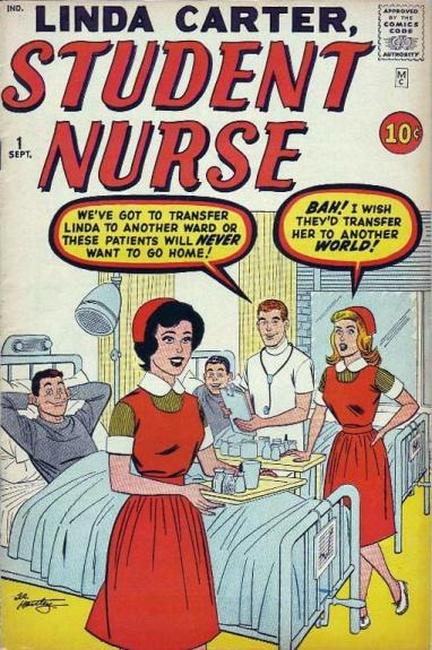 IND.
LINDA CARTER,
STUDENT
NURSE
APPROVED
BY THE
COMICS
CODE
AUTHORITY
M
C
10¢
1
SEPT.
WE'VE GOT TO TRANSFER
LINDA TO ANOTHER WARD OR
THESE PATIENTS WILL NEVER
WANT TO GO HOME!
BAH! I WISH
THEY'D TRANSFER
HER TO ANOTHER
WORLD!
Al
Hartley